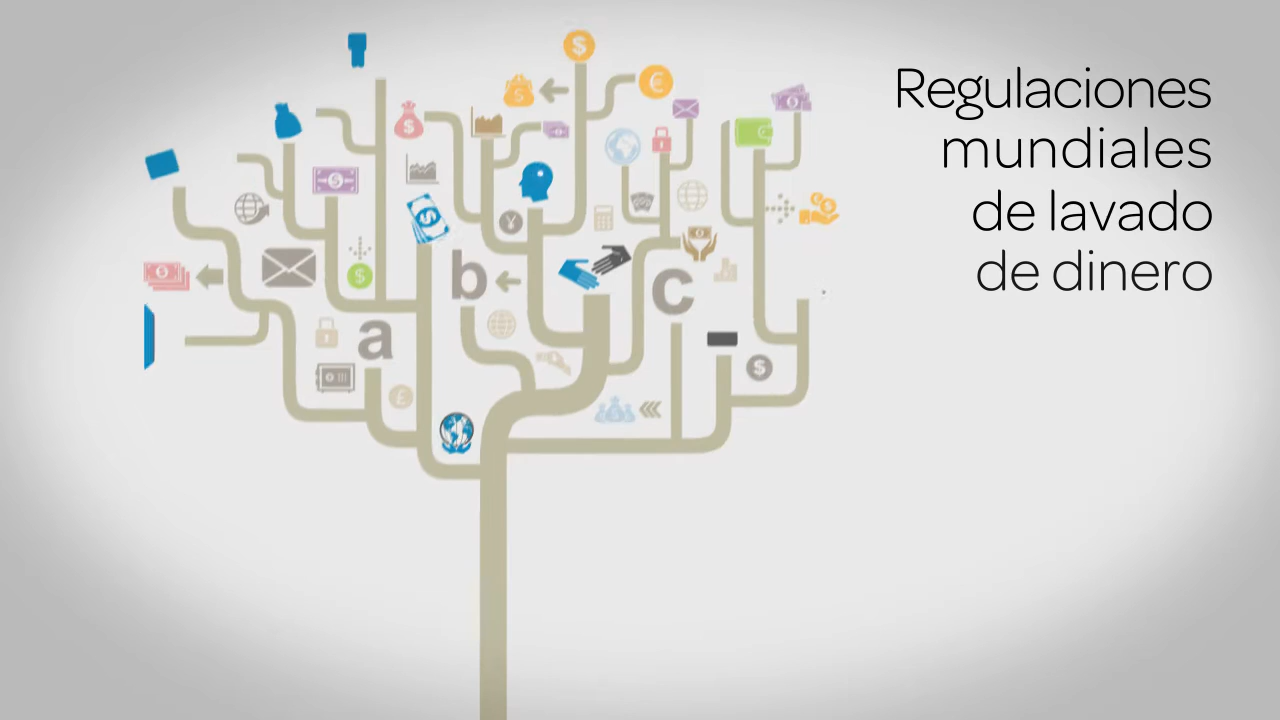 Regulaciones
mundiales
de lavado
de dinero
b
c
a